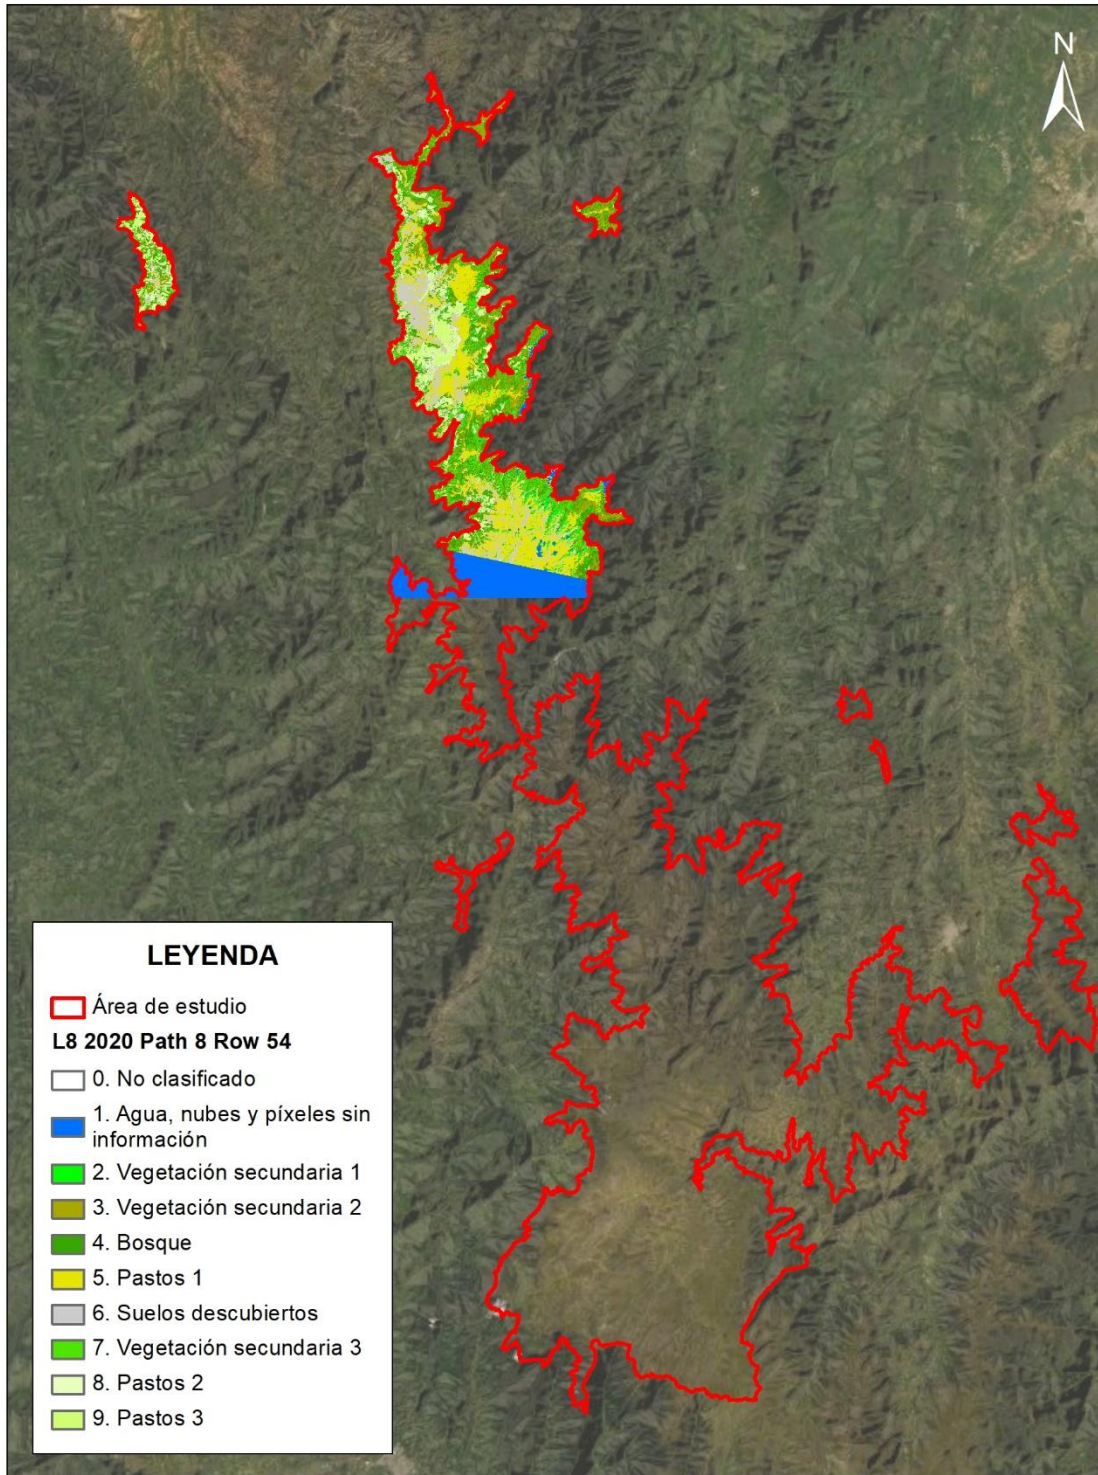 N
LEYENDA
Área de estudio
L8 2020 Path 8 Row 54
0. No clasificado
1. Agua, nubes y píxeles sin
información
2. Vegetación secundaria 1
3. Vegetación secundaria 2
4. Bosque
5. Pastos 1
6. Suelos descubiertos
7. Vegetación secundaria 3
8. Pastos 2
9. Pastos 3